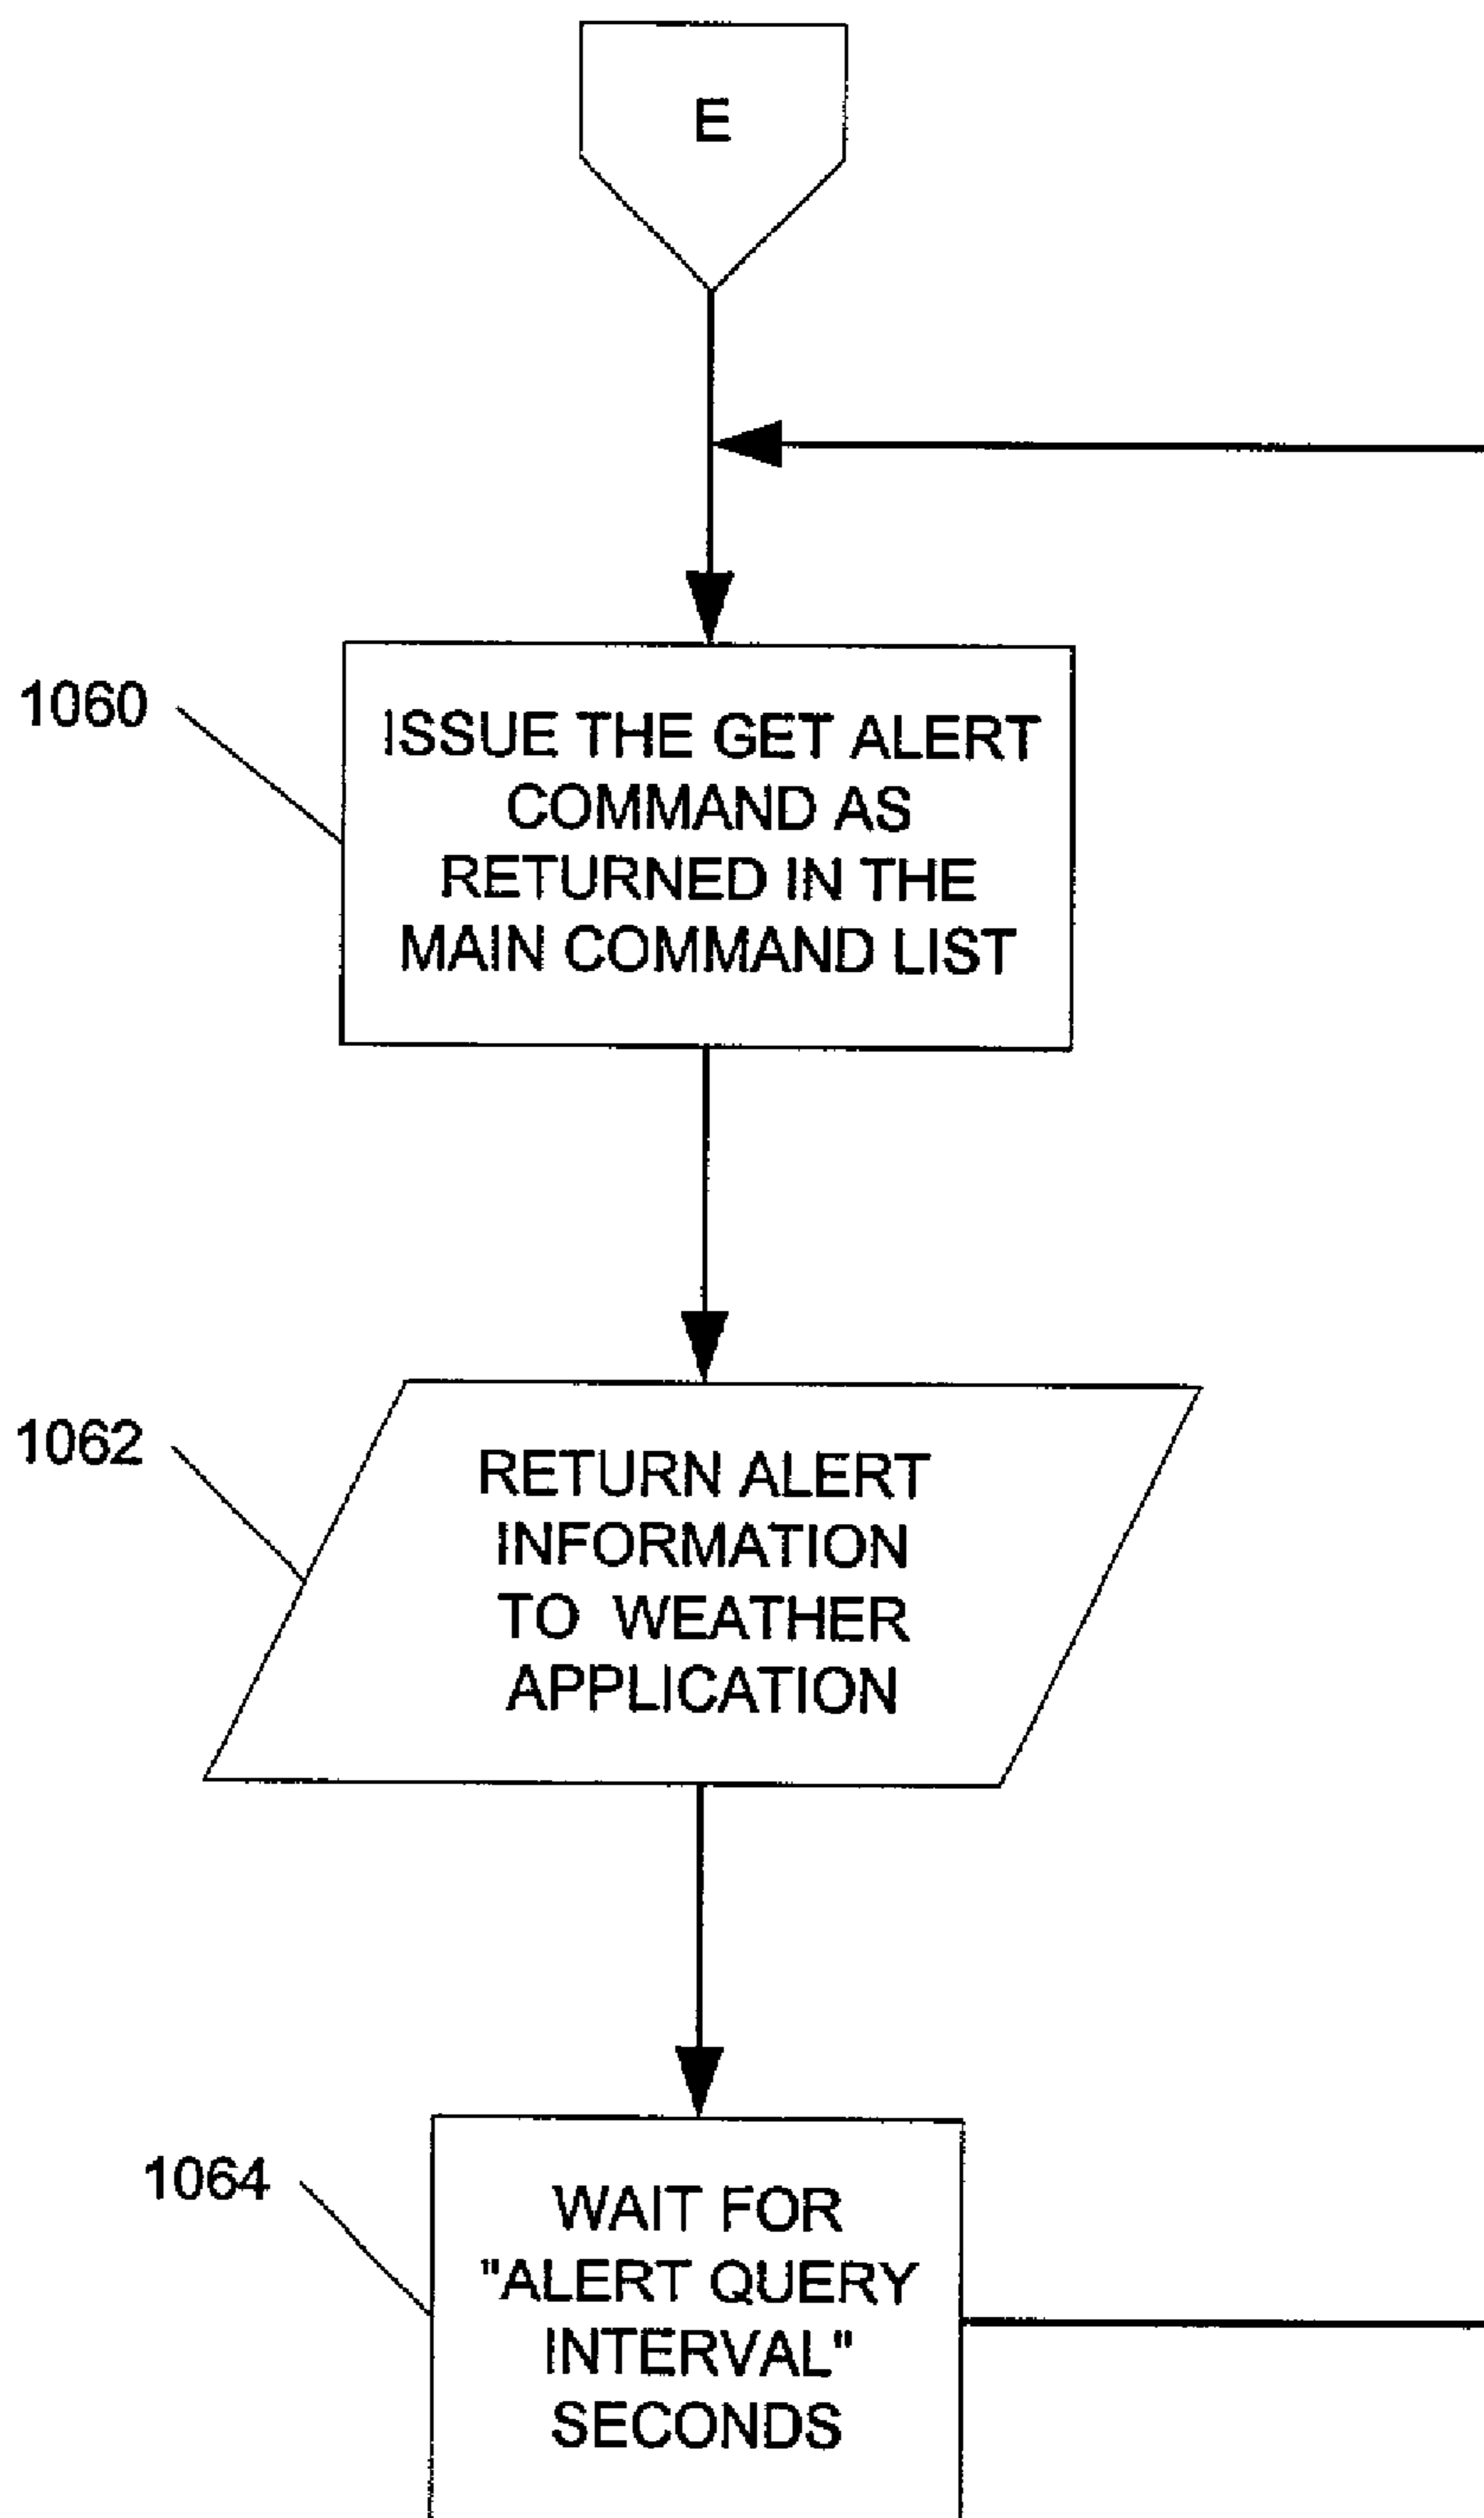 E
1060
ISSUE THE GET ALERT
COMMAND AS
RETURNED IN THE
MAIN COMMAND LIST
1062
RETURN ALERT
INFORMATION
TO WEATHER
APPLICATION
1064
WAIT FOR
"ALERT QUERY
INTERVAL"
SECONDS